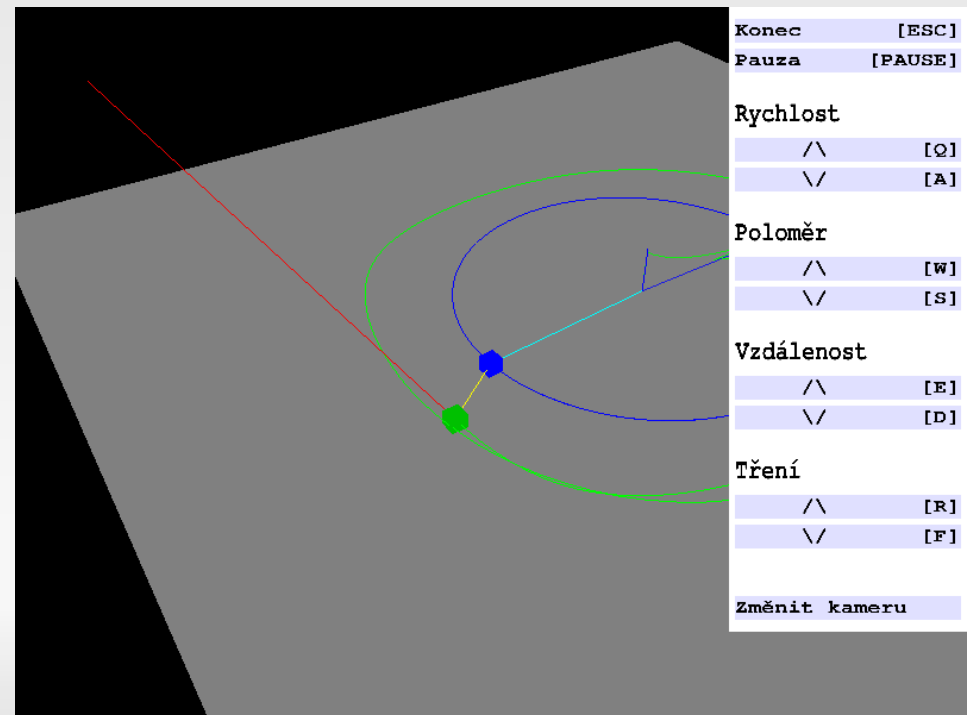 Konec [ESC]
Pauza [PAUSE]
Rychlost
/\ [Q]
\/ [A]
Poloměr
/\ [W]
\/ [S]
Vzdálenost
/\ [E]
\/ [D]
Tření
/\ [R]
\/ [F]
Změnit kameru